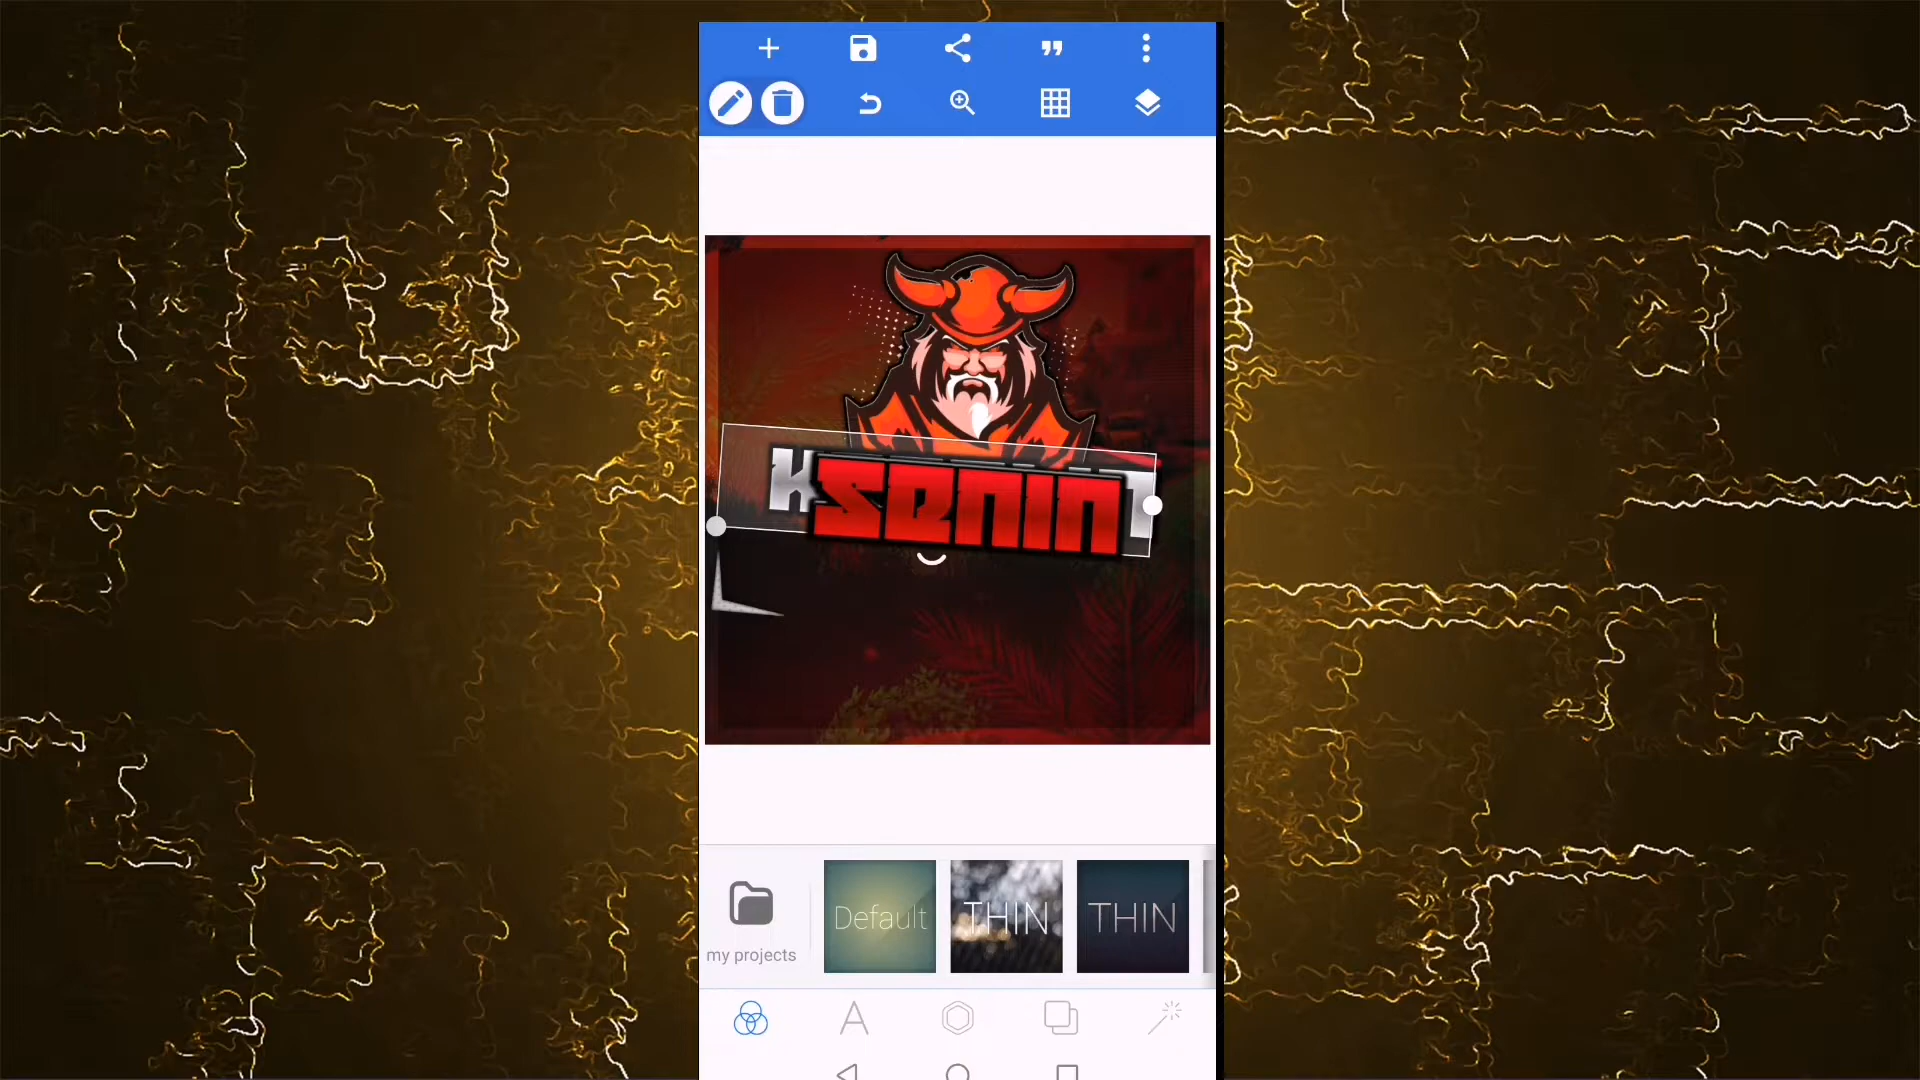 K
SENIN
T
Default
THIN
THIN
my projects